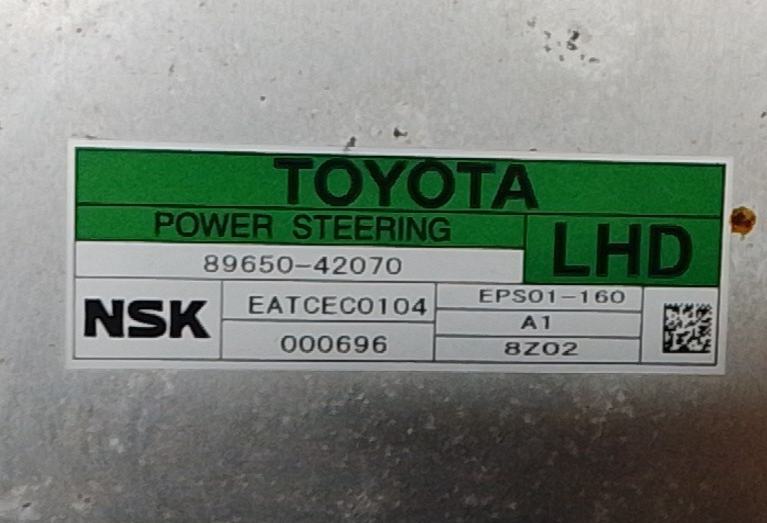 TOYOTA
POWER STEERING
LHD
89650-42070
NSK
EATCEC0104
000696
EPS01-160
A1
8Z02